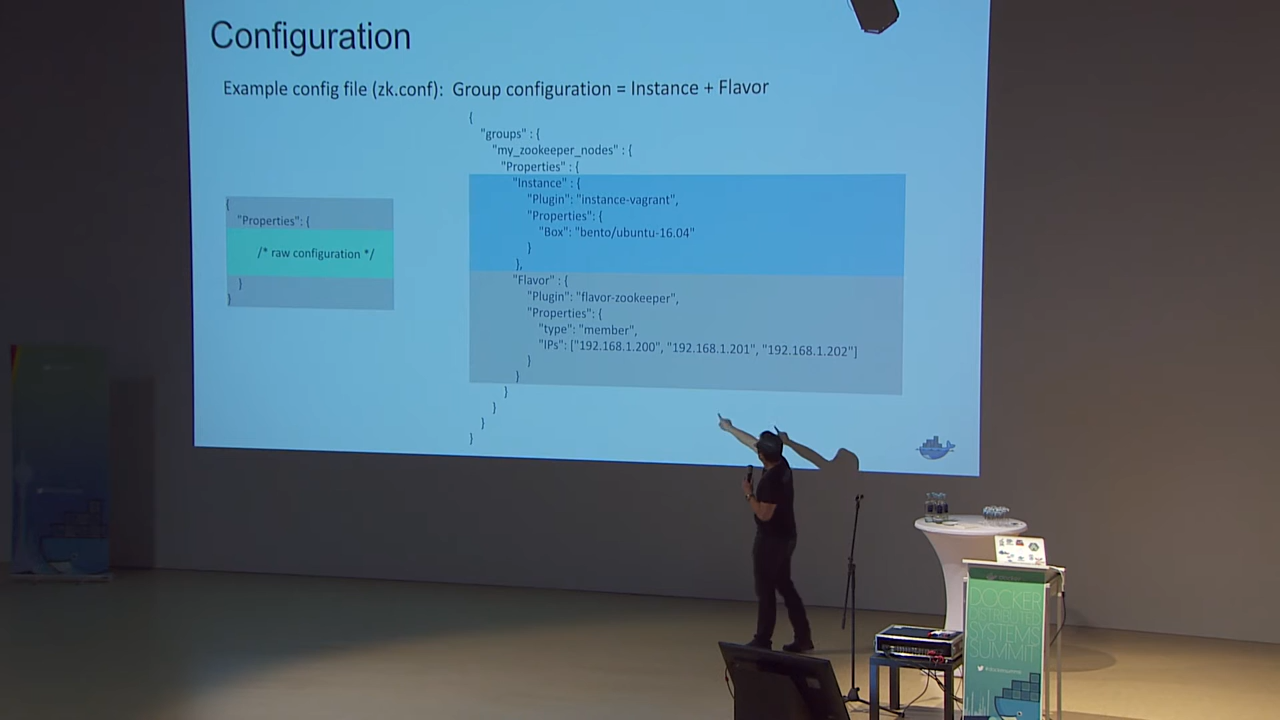 Configuration
Example config file (zk.conf): Group configuration = Instance + Flavor
{
"Properties": {
/* raw configuration */
}
}
{
"groups" : {
"my_zookeeper_nodes" : {
"Properties" : {
"Instance" : {
"Plugin": "instance-vagrant",
"Properties": {
"Box": "bento/ubuntu-16.04"
}
},
"Flavor" : {
"Plugin": "flavor-zookeeper",
"Properties": {
"type": "member",
"IPs": ["192.168.1.200", "192.168.1.201", "192.168.1.202"]
}
}
}
}
}
}
DOCKER
DISTRIBUTED
SYSTEMS
SUMMIT